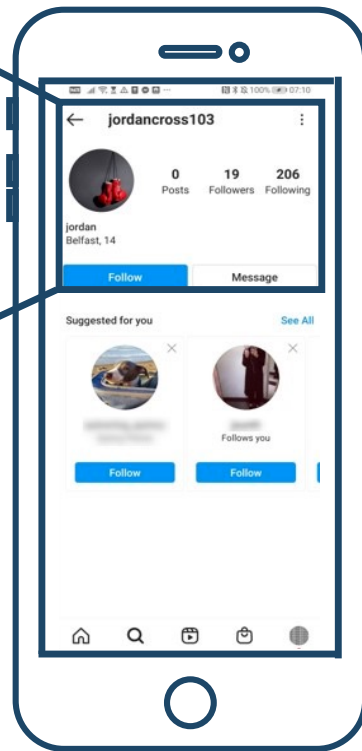 100% 07:10
jordancross103
0 19 206
Posts Followers Following
jordan
Belfast, 14
Follow Message
Suggested for you See All
Follows you
Follow Follow